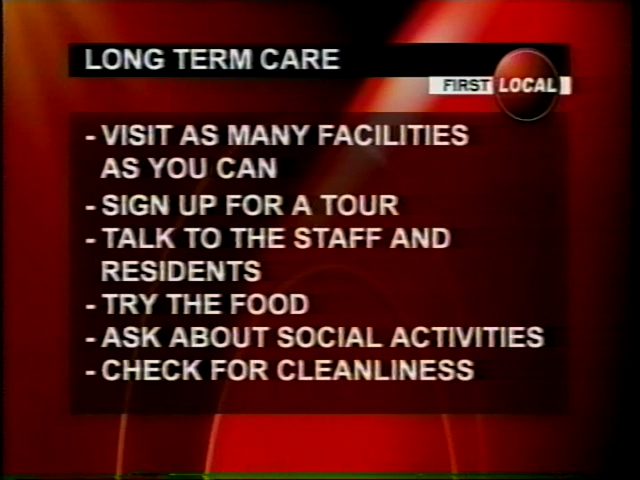 LONG TERM CARE
FIRST LOCAL
- VISIT AS MANY FACILITIES
AS YOU CAN
- SIGN UP FOR A TOUR
- TALK TO THE STAFF AND
RESIDENTS
- TRY THE FOOD
- ASK ABOUT SOCIAL ACTIVITIES
- CHECK FOR CLEANLINESS